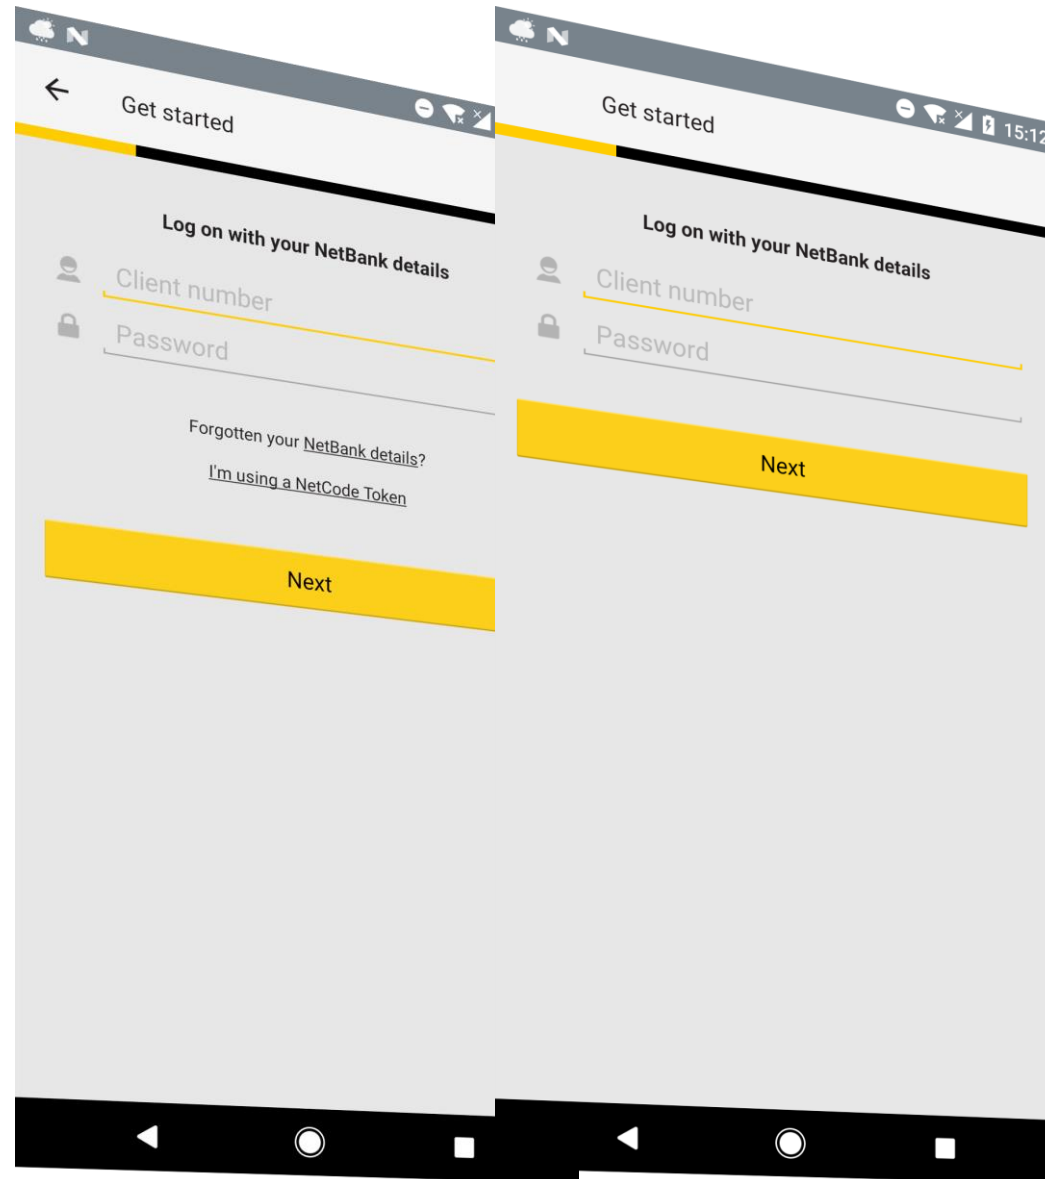 Get started
Log on with your NetBank details
Client number
Password
Forgotten your NetBank details?
I'm using a NetCode Token
Next
15:12
Get started
Log on with your NetBank details
Client number
Password
Next